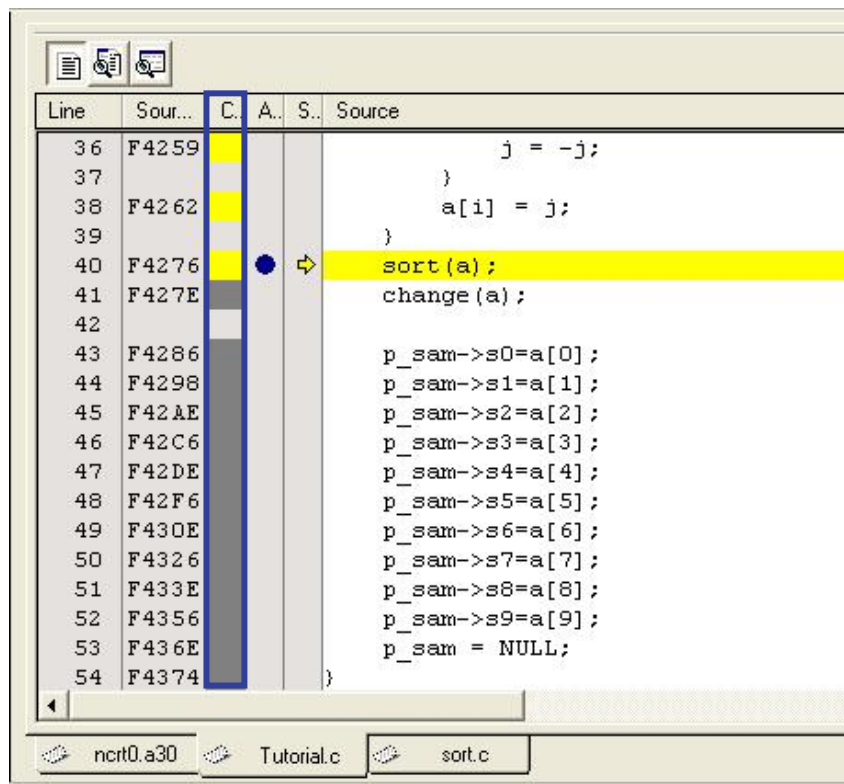 Line Sour... C.. A.. S.. Source
36 F4259 j = -j;
37 }
38 F4262 a[i] = j;
39 }
40 F4276 sort(a);
41 F427E change(a);
42
43 F4286 p_sam->s0=a[0];
44 F4298 p_sam->s1=a[1];
45 F42AE p_sam->s2=a[2];
46 F42C6 p_sam->s3=a[3];
47 F42DE p_sam->s4=a[4];
48 F42F6 p_sam->s5=a[5];
49 F430E p_sam->s6=a[6];
50 F4326 p_sam->s7=a[7];
51 F433E p_sam->s8=a[8];
52 F4356 p_sam->s9=a[9];
53 F436E p_sam = NULL;
54 F4374 }
ncrt0.a30 Tutorial.c sort.c